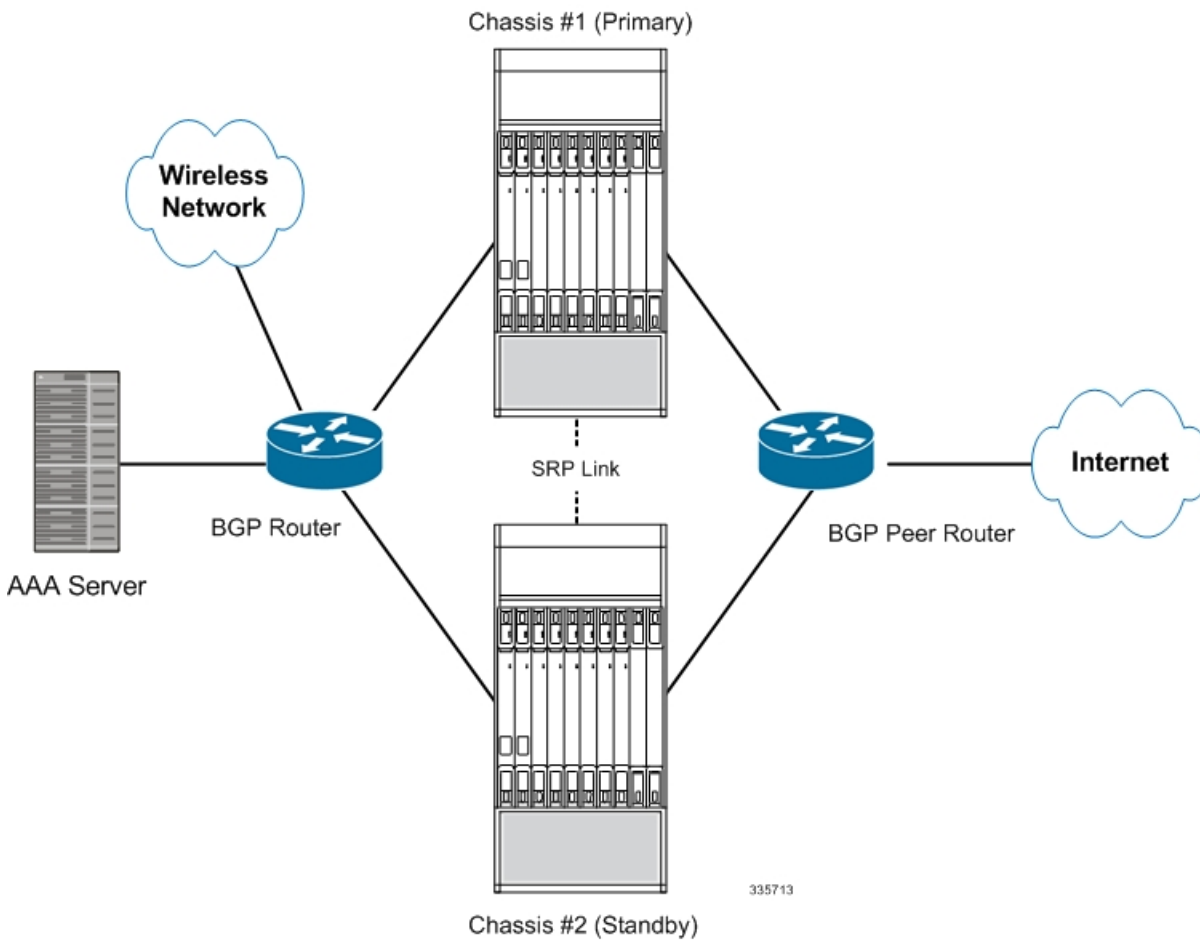 Chassis #1 (Primary)
Wireless
Network
SRP Link
Internet
BGP Router
BGP Peer Router
AAA Server
335713
Chassis #2 (Standby)